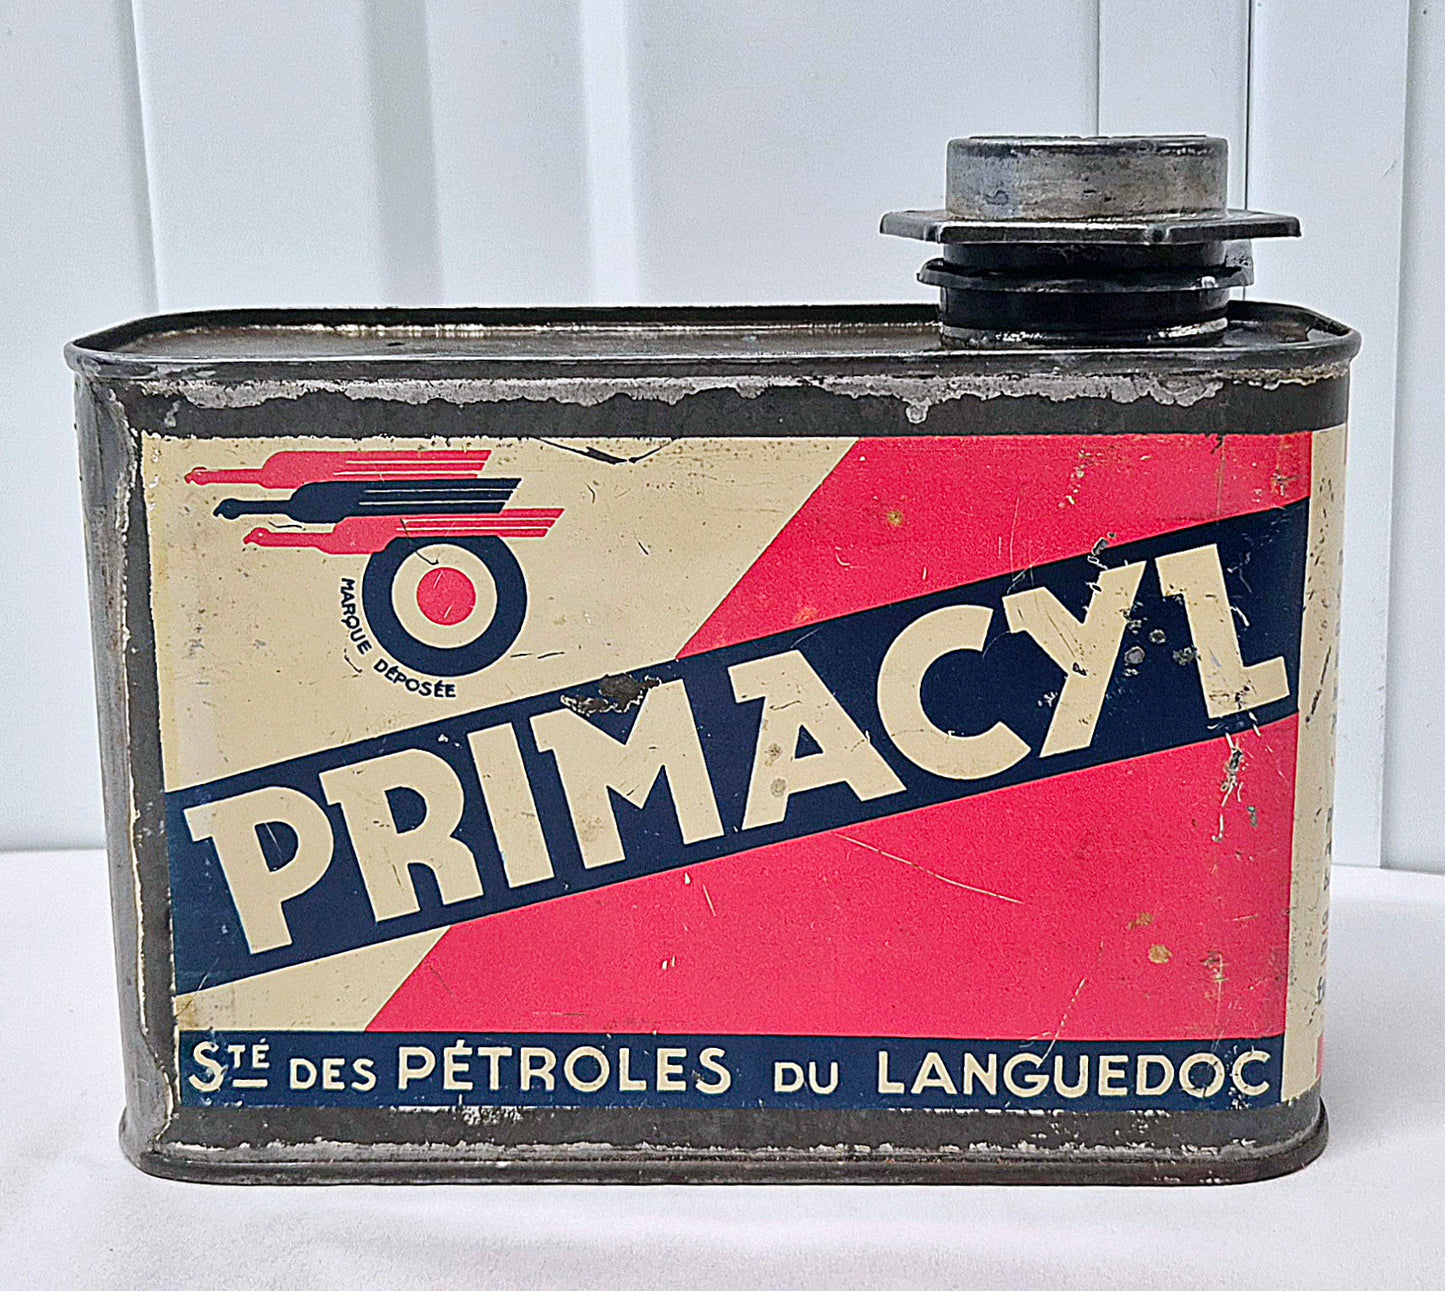 MARQUE DÉPOSÉE
PRIMACYL
STÉ DES PÉTROLES DU LANGUEDOC